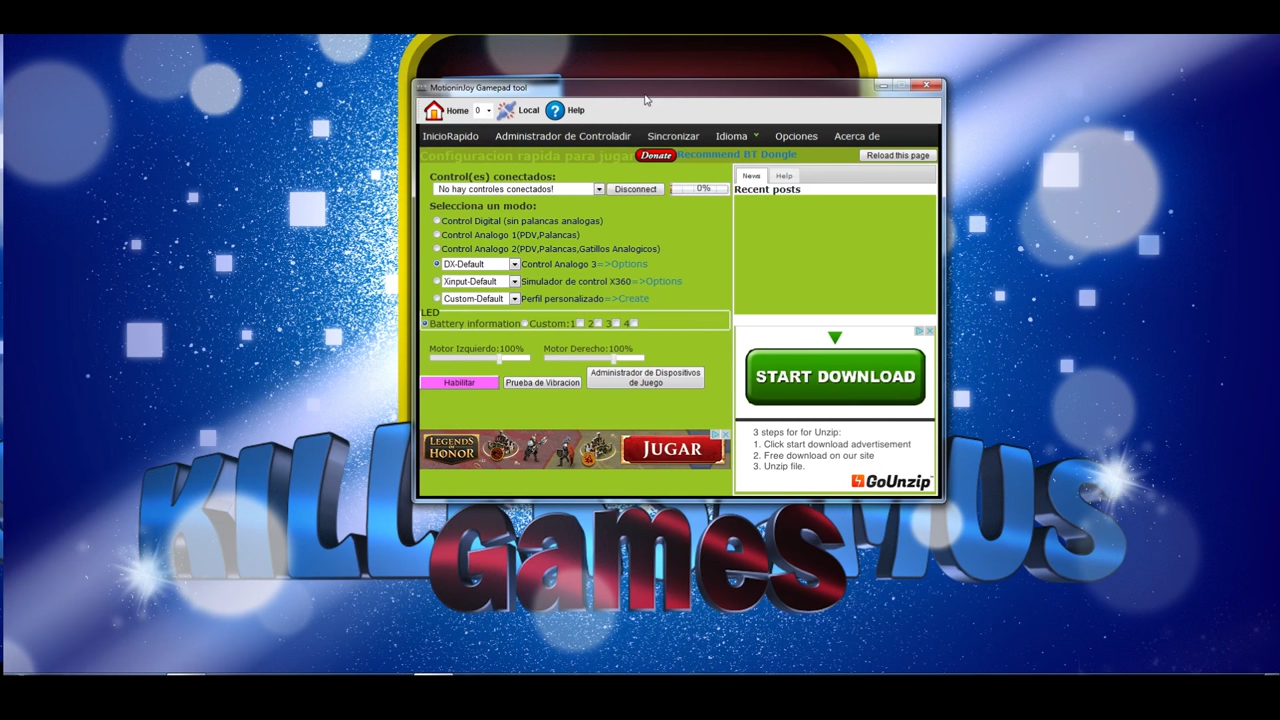 MotioninJoy Gamepad tool
Home 0 Local ? Help
InicioRapido Administrador de Controladir Sincronizar Idioma Opciones Acerca de
Configuracion rapida para jugar Donate Recommend BT Dongle Reload this page
Control(es) conectados:
No hay controles conectados! Disconnect 0%
Selecciona un modo:
Control Digital (sin palancas analogas)
Control Analogo 1(PDV,Palancas)
Control Analogo 2(PDV,Palancas,Gatillos Analogicos)
DX-Default Control Analogo 3=>Options
Xinput-Default Simulador de control X360=>Options
Custom-Default Perfil personalizado=>Create
LED
Battery information Custom:1 2 3 4
Motor Izquierdo:100% Motor Derecho:100%
Habilitar Prueba de Vibracion Administrador de Dispositivos
de Juego
LEGENDS OF HONOR JUGAR
News Help
Recent posts
START DOWNLOAD
3 steps for for Unzip:
1. Click start download advertisement
2. Free download on our site
3. Unzip file.
GoUnzip
Games